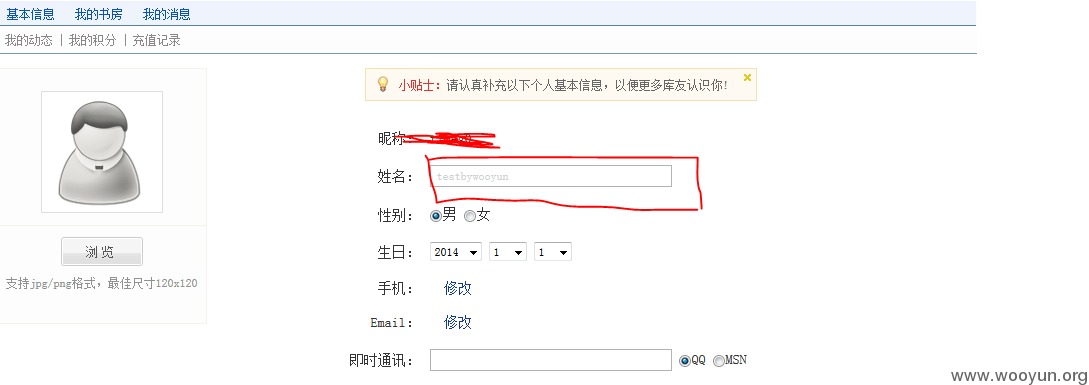 基本信息 我的书房 我的消息
我的动态 | 我的积分 | 充值记录
小贴士：请认真补充以下个人基本信息，以便更多库友认识你!
昵称
姓名： testbywooyun
性别： 男 女
生日： 2014 1 1
浏览
支持jpg/png格式，最佳尺寸120x120
手机： 修改
Email： 修改
即时通讯： QQ MSN
www.wooyun.org